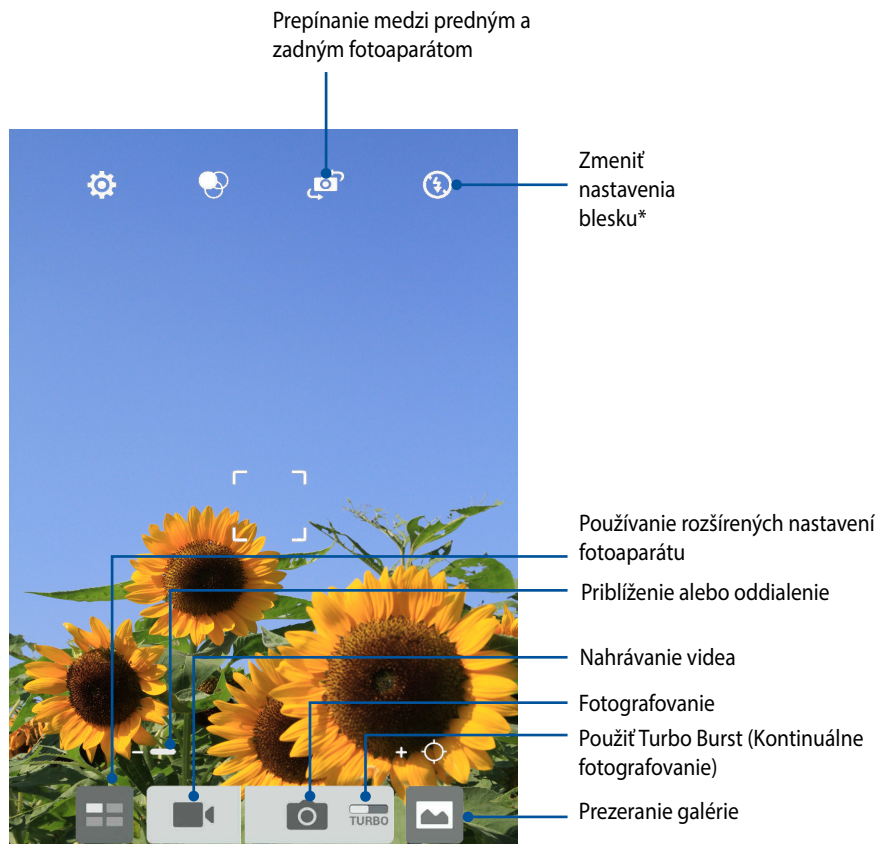 Prepínanie medzi predným a
zadným fotoaparátom
Zmeniť
nastavenia
blesku*
Používanie rozšírených nastavení
fotoaparátu
Priblíženie alebo oddialenie
Nahrávanie videa
Fotografovanie
Použiť Turbo Burst (Kontinuálne
fotografovanie)
Prezeranie galérie
TURBO